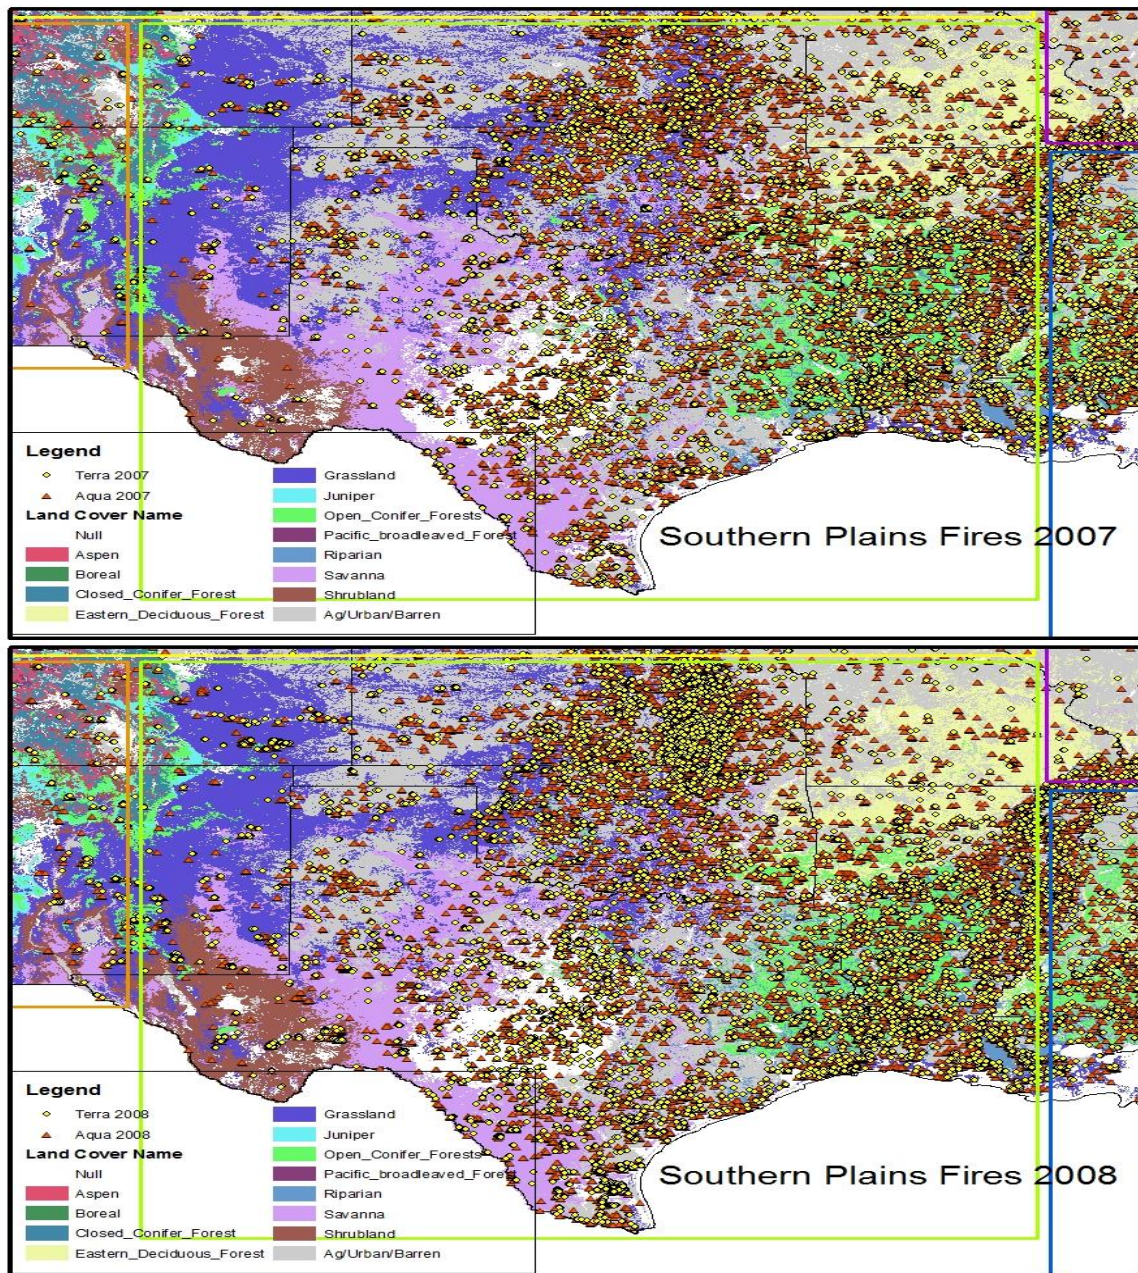 Legend
Terra 2007
Aqua 2007
Land Cover Name
Null
Aspen
Boreal
Closed_Conifer_Forest
Eastern_Deciduous_Forest
Grassland
Juniper
Open_Conifer_Forests
Pacific_broadleaved_Forest
Riparian
Savanna
Shrubland
Ag/Urban/Barren
Southern Plains Fires 2007
Legend
Terra 2008
Aqua 2008
Land Cover Name
Null
Aspen
Boreal
Closed_Conifer_Forest
Eastern_Deciduous_Forest
Grassland
Juniper
Open_Conifer_Forests
Pacific_broadleaved_Forest
Riparian
Savanna
Shrubland
Ag/Urban/Barren
Southern Plains Fires 2008